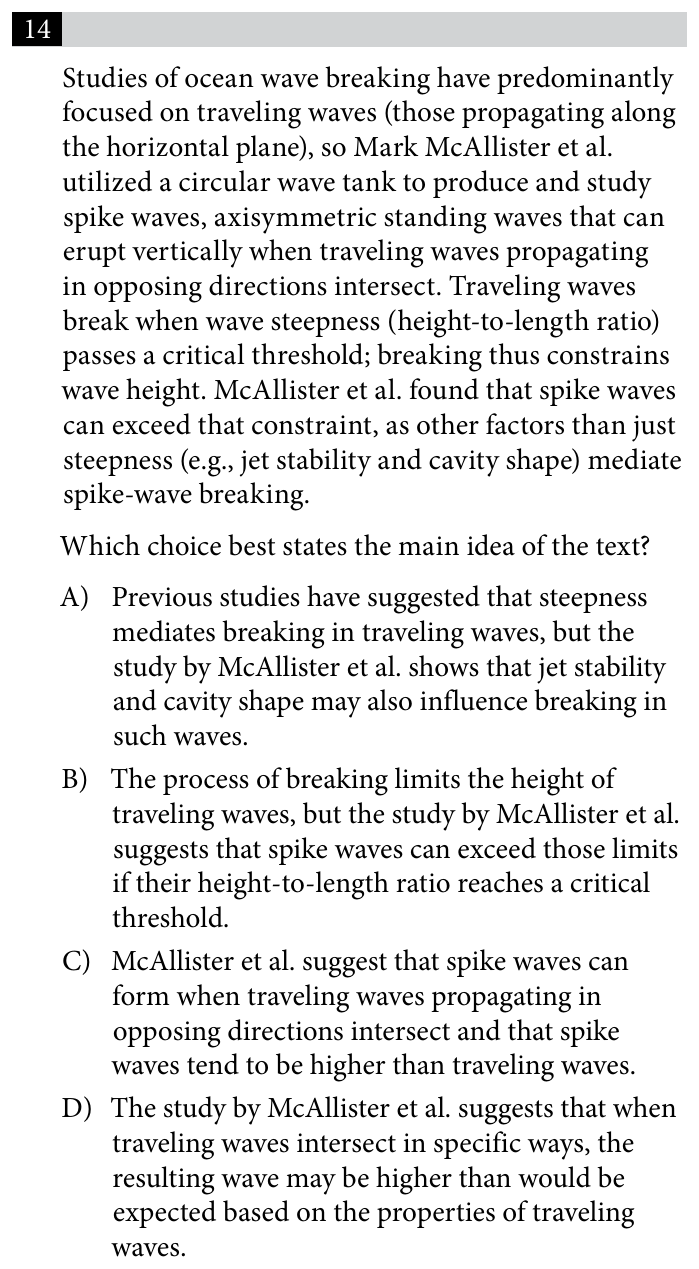 14
Studies of ocean wave breaking have predominantly
focused on traveling waves (those propagating along
the horizontal plane), so Mark McAllister et al.
utilized a circular wave tank to produce and study
spike waves, axisymmetric standing waves that can
erupt vertically when traveling waves propagating
in opposing directions intersect. Traveling waves
break when wave steepness (height-to-length ratio)
passes a critical threshold; breaking thus constrains
wave height. McAllister et al. found that spike waves
can exceed that constraint, as other factors than just
steepness (e.g., jet stability and cavity shape) mediate
spike-wave breaking.
Which choice best states the main idea of the text?
A) Previous studies have suggested that steepness
mediates breaking in traveling waves, but the
study by McAllister et al. shows that jet stability
and cavity shape may also influence breaking in
such waves.
B) The process of breaking limits the height of
traveling waves, but the study by McAllister et al.
suggests that spike waves can exceed those limits
if their height-to-length ratio reaches a critical
threshold.
C) McAllister et al. suggest that spike waves can
form when traveling waves propagating in
opposing directions intersect and that spike
waves tend to be higher than traveling waves.
D) The study by McAllister et al. suggests that when
traveling waves intersect in specific ways, the
resulting wave may be higher than would be
expected based on the properties of traveling
waves.